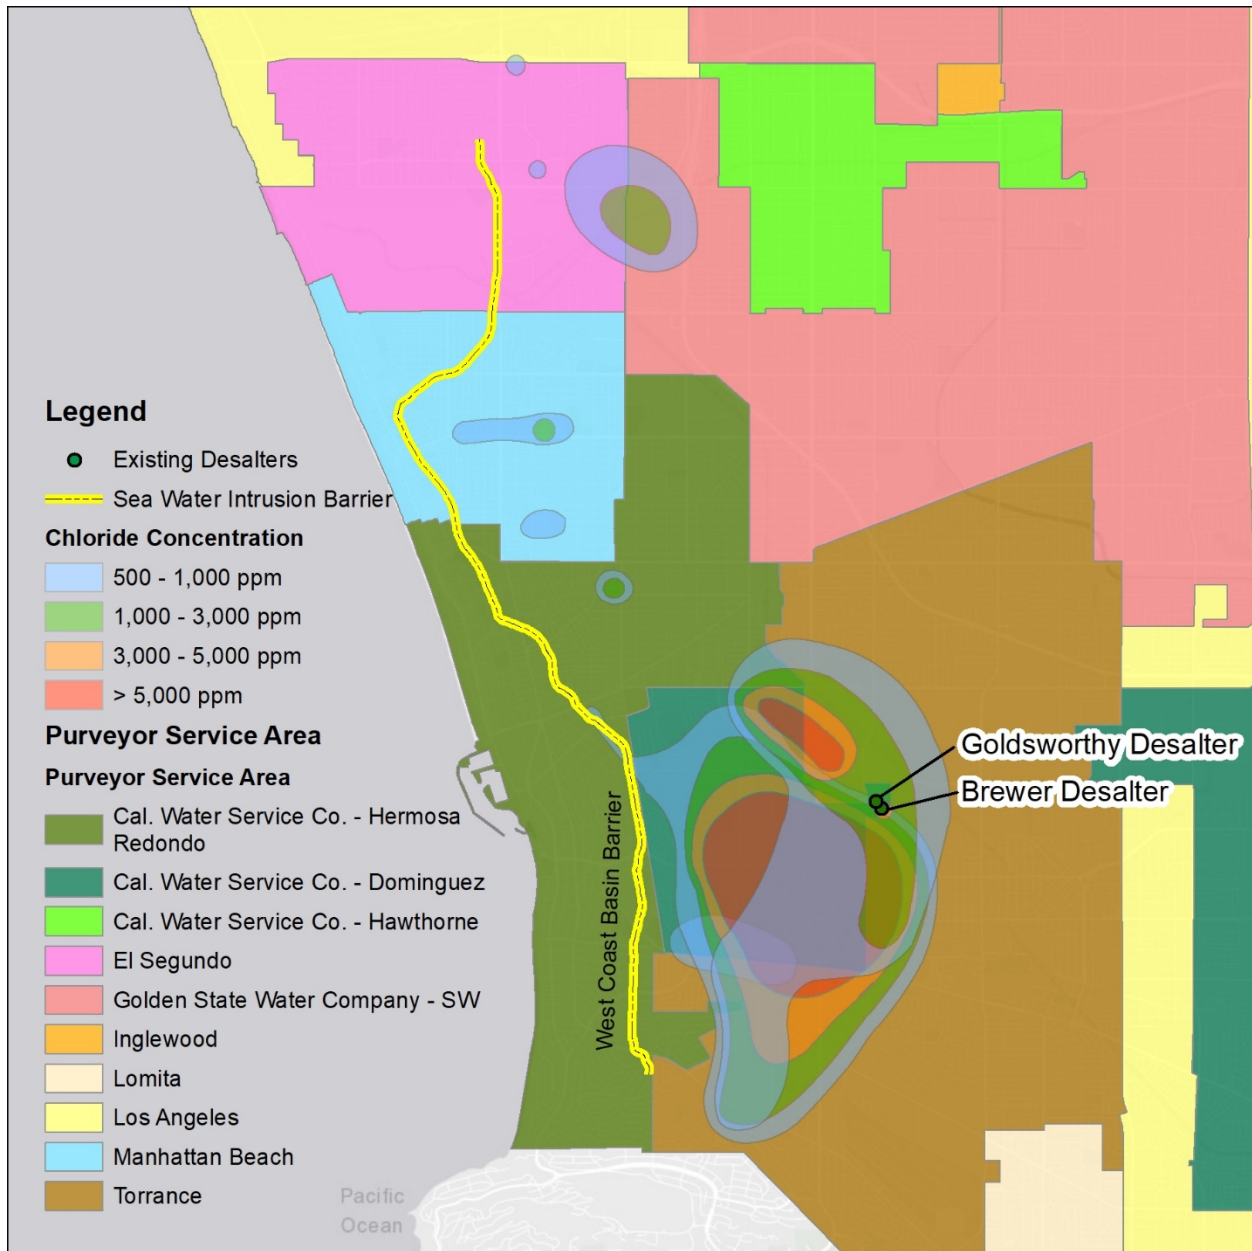 Legend
Existing Desalters
Sea Water Intrusion Barrier
Chloride Concentration
500 - 1,000 ppm
1,000 - 3,000 ppm
3,000 - 5,000 ppm
> 5,000 ppm
Purveyor Service Area
Purveyor Service Area
Cal. Water Service Co. - Hermosa
Redondo
Cal. Water Service Co. - Dominguez
Cal. Water Service Co. - Hawthorne
El Segundo
Golden State Water Company - SW
Inglewood
Lomita
Los Angeles
Manhattan Beach
Torrance
Goldsworthy Desalter
Brewer Desalter
West Coast Basin Barrier
Pacific
Ocean